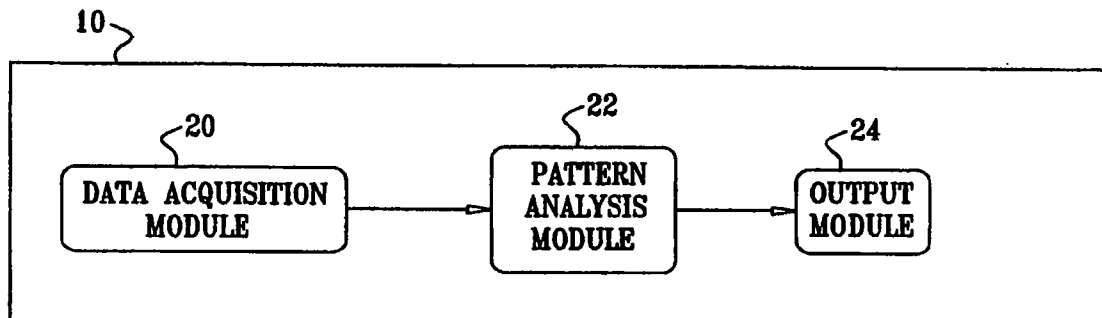 10
20
22
24
DATA ACQUISITION
MODULE
PATTERN
ANALYSIS
MODULE
OUTPUT
MODULE